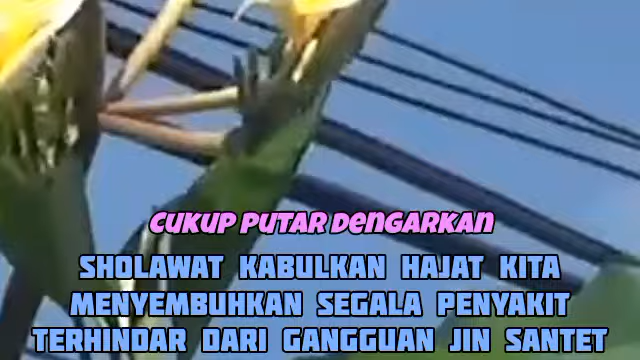 CUKUP PUTAR DENGARKAN
SHOLAWAT KABULKAN HAJAT KITA
MENYEMBUHKAN SEGALA PENYAKIT
TERHINDAR DARI GANGGUAN JIN SANTET